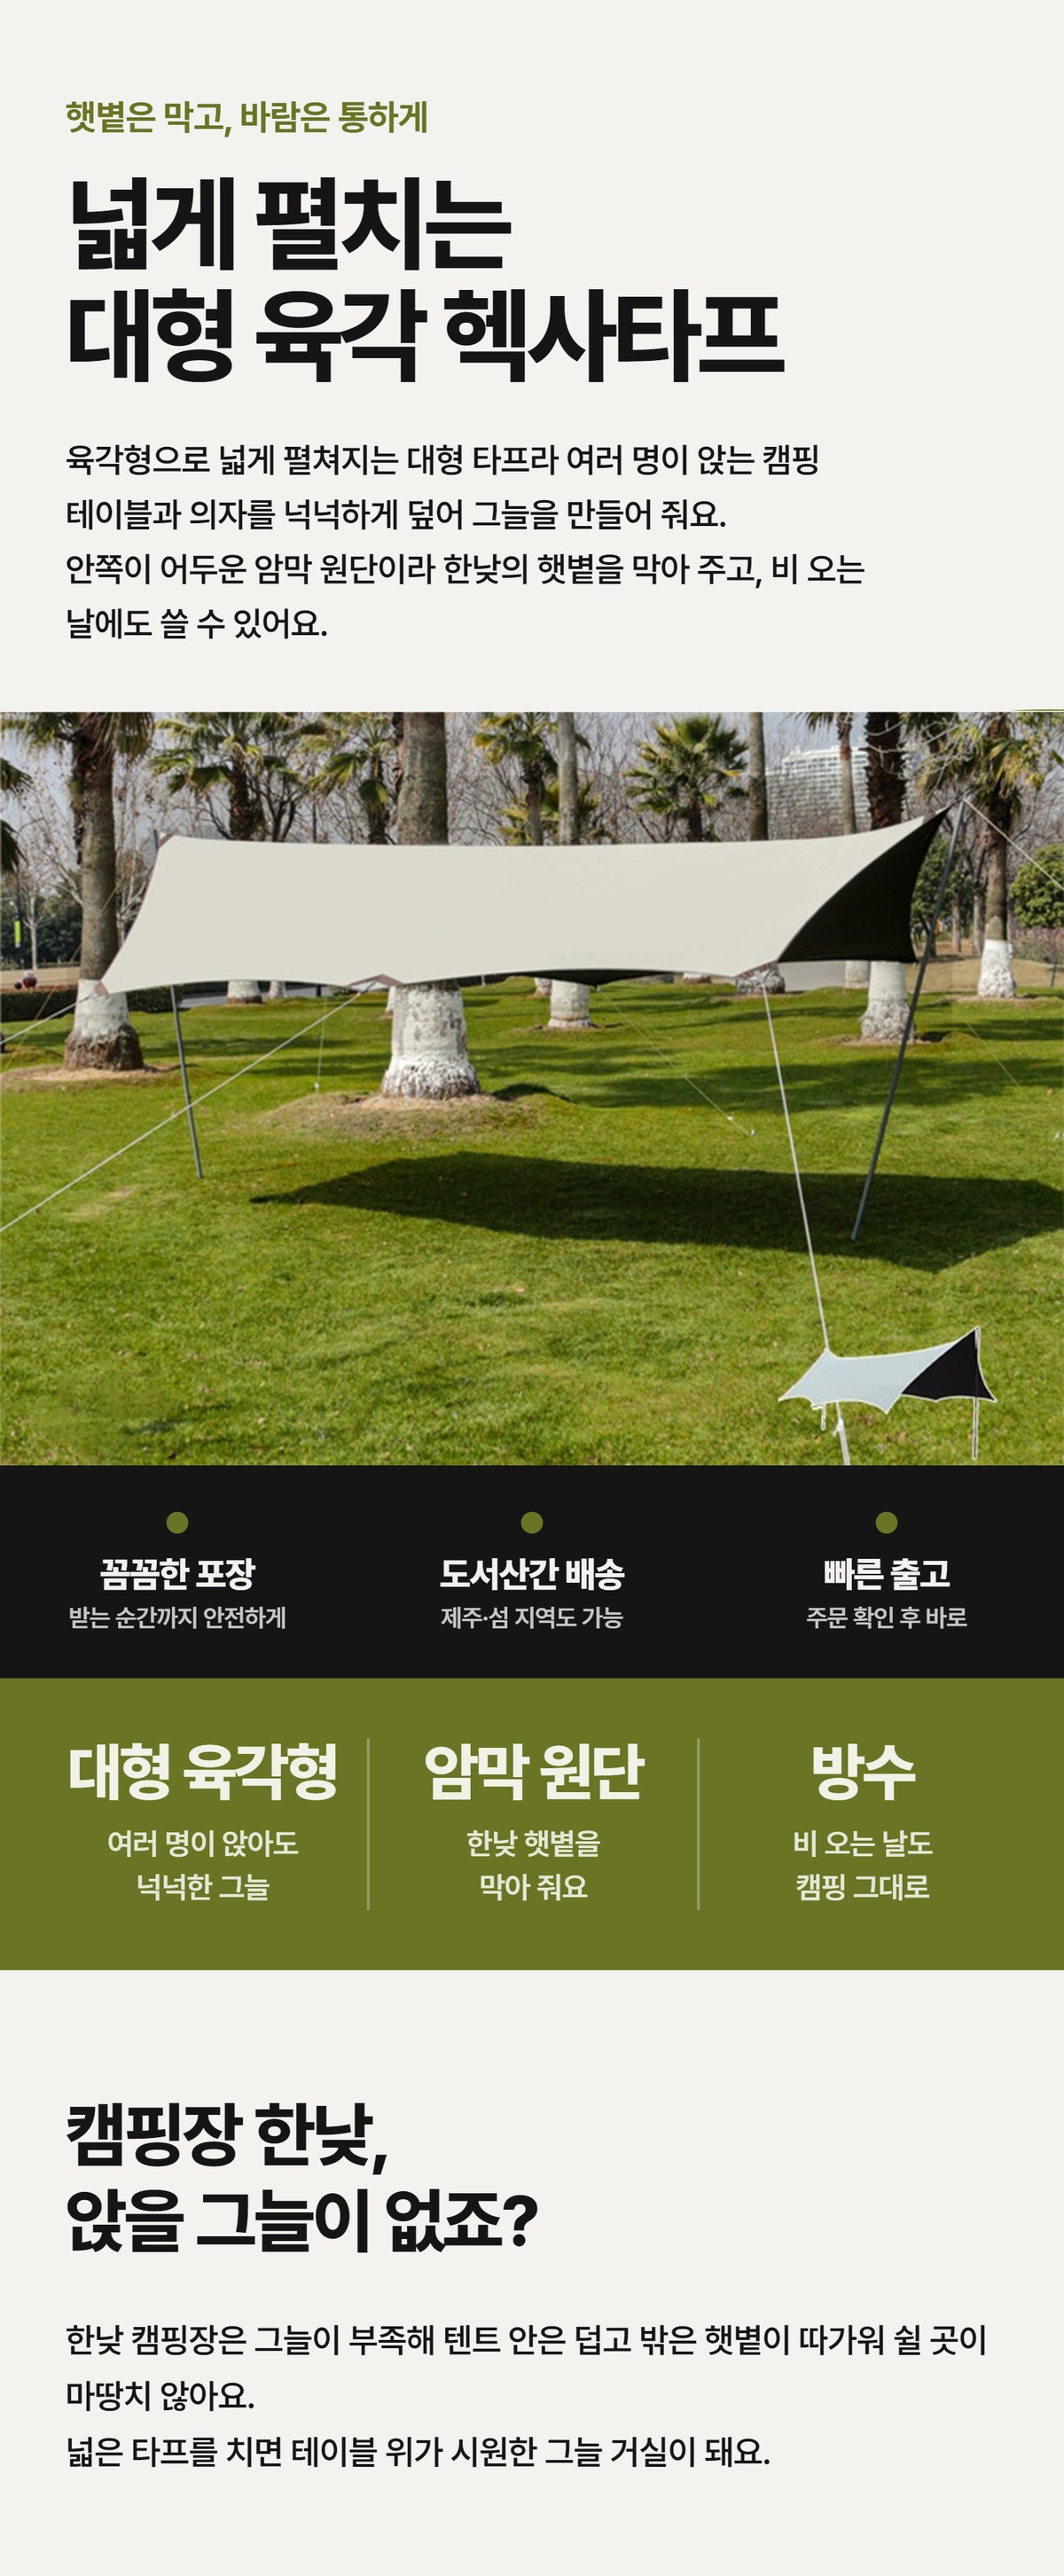 햇볕은 막고, 바람은 통하게
넓게 펼치는
대형 육각 헥사타프
육각형으로 넓게 펼쳐지는 대형 타프라 여러 명이 앉는 캠핑
테이블과 의자를 넉넉하게 덮어 그늘을 만들어 줘요.
안쪽이 어두운 암막 원단이라 한낮의 햇볕을 막아 주고, 비 오는
날에도 쓸 수 있어요.
꼼꼼한 포장
받는 순간까지 안전하게
도서산간 배송
제주·섬 지역도 가능
빠른 출고
주문 확인 후 바로
대형 육각형
여러 명이 앉아도
넉넉한 그늘
암막 원단
한낮 햇볕을
막아 줘요
방수
비 오는 날도
캠핑 그대로
캠핑장 한낮,
앉을 그늘이 없죠?
한낮 캠핑장은 그늘이 부족해 텐트 안은 덥고 밖은 햇볕이 따가워 쉴 곳이
마땅치 않아요.
넓은 타프를 치면 테이블 위가 시원한 그늘 거실이 돼요.